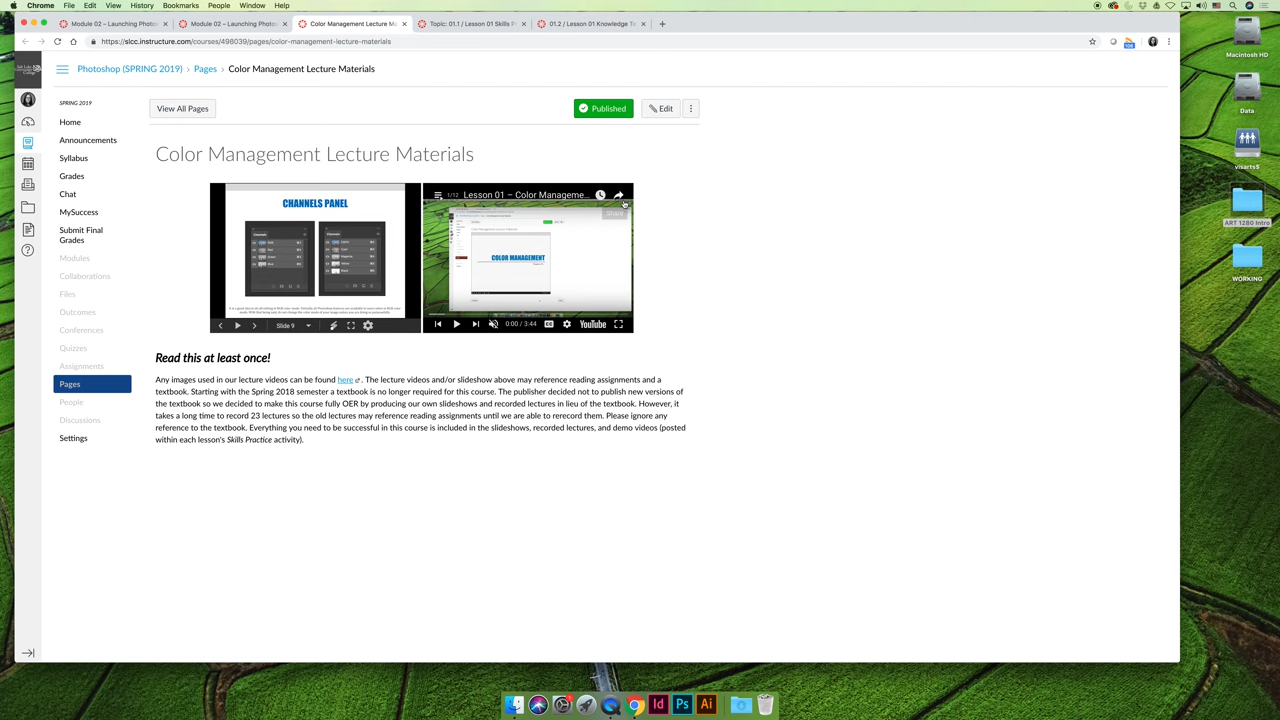 Chrome File Edit View History Bookmarks People Window Help
Module 02 – Launching Photo
Module 02 – Launching Photo
Color Management Lecture Ma
Topic: 01.1 / Lesson 01 Skills P
01.2 / Lesson 01 Knowledge Te
https://slcc.instructure.com/courses/498039/pages/color-management-lecture-materials
Photoshop (SPRING 2019) › Pages › Color Management Lecture Materials
SPRING 2019
Home
Announcements
Syllabus
Grades
Chat
MySuccess
Submit Final
Grades
Modules
Collaborations
Files
Outcomes
Conferences
Quizzes
Assignments
Pages
People
Discussions
Settings
View All Pages
Published
Edit
Color Management Lecture Materials
CHANNELS PANEL
Slide 9
1/12 Lesson 01 – Color Manageme...
Share
COLOR MANAGEMENT
0:00 / 3:44
CC
YouTube
Read this at least once!
Any images used in our lecture videos can be found here . The lecture videos and/or slideshow above may reference reading assignments and a
textbook. Starting with the Spring 2018 semester a textbook is no longer required for this course. The publisher decided not to publish new versions of
the textbook so we decided to make this course fully OER by producing our own slideshows and recorded lectures in lieu of the textbook. However, it
takes a long time to record 23 lectures so the old lectures may reference reading assignments until we are able to rerecord them. Please ignore any
reference to the textbook. Everything you need to be successful in this course is included in the slideshows, recorded lectures, and demo videos (posted
within each lesson's Skills Practice activity).
Macintosh HD
Data
visarts$
ART 1280 Intro
WORKING
Id
Ps
Ai